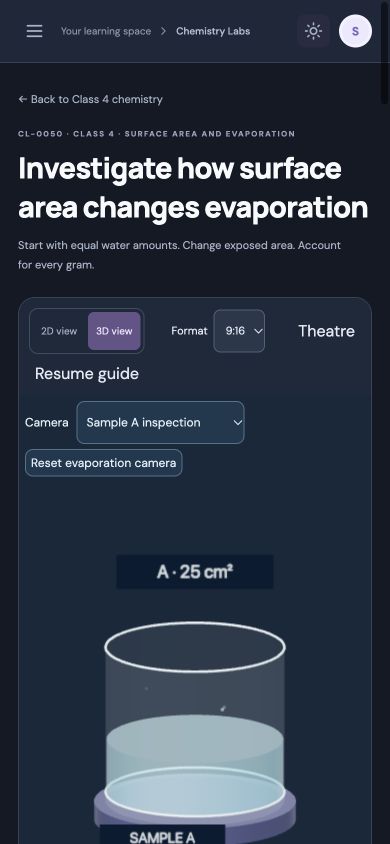 Your learning space > Chemistry Labs
S
← Back to Class 4 chemistry
CL-0050 · CLASS 4 · SURFACE AREA AND EVAPORATION
Investigate how surface
area changes evaporation
Start with equal water amounts. Change exposed area. Account
for every gram.
2D view 3D view Format 9:16 Theatre
Resume guide
Camera Sample A inspection
Reset evaporation camera
A · 25 cm²
SAMPLE A